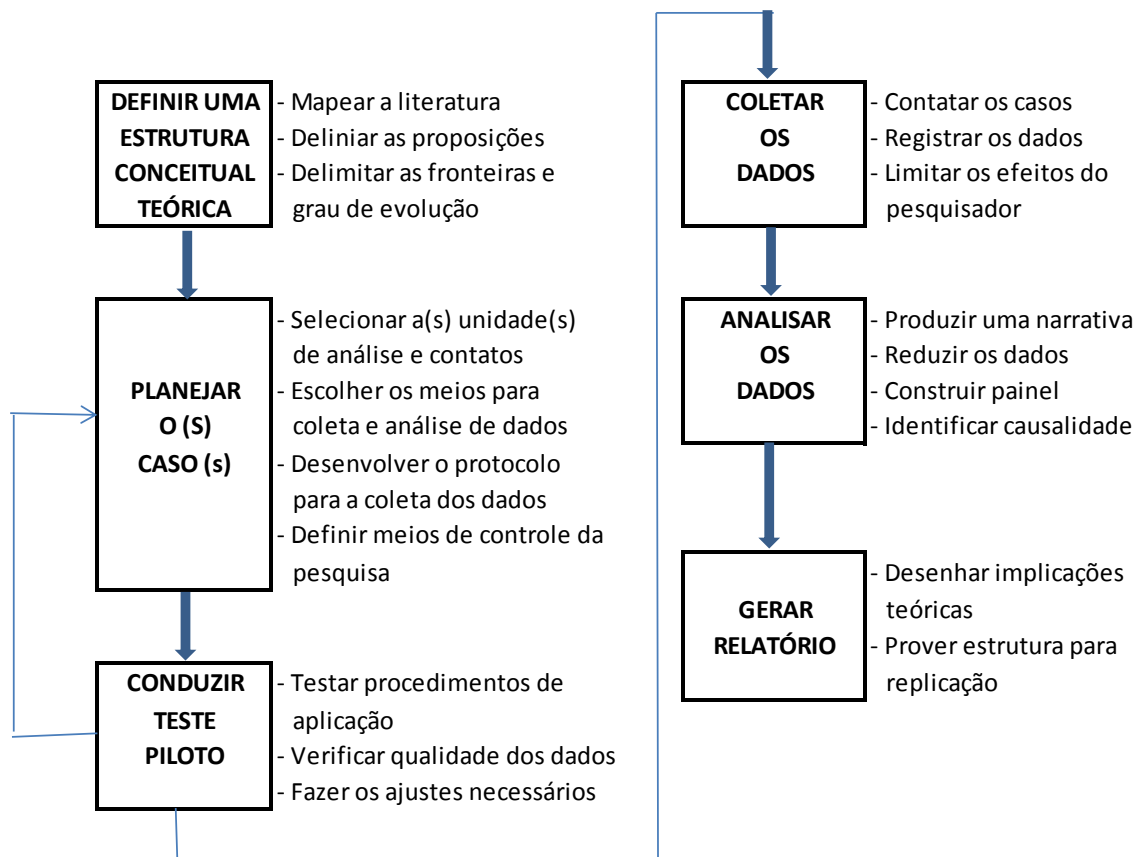 DEFINIR UMA
ESTRUTURA
CONCEITUAL
TEÓRICA
- Mapear a literatura
- Deliniar as proposições
- Delimitar as fronteiras e
grau de evolução
PLANEJAR
O (S)
CASO (s)
- Selecionar a(s) unidade(s)
de análise e contatos
- Escolher os meios para
coleta e análise de dados
- Desenvolver o protocolo
para a coleta dos dados
- Definir meios de controle da
pesquisa
CONDUZIR
TESTE
PILOTO
- Testar procedimentos de
aplicação
- Verificar qualidade dos dados
- Fazer os ajustes necessários
COLETAR
OS
DADOS
- Contatar os casos
- Registrar os dados
- Limitar os efeitos do
pesquisador
ANALISAR
OS
DADOS
- Produzir uma narrativa
- Reduzir os dados
- Construir painel
- Identificar causalidade
GERAR
RELATÓRIO
- Desenhar implicações
teóricas
- Prover estrutura para
replicação